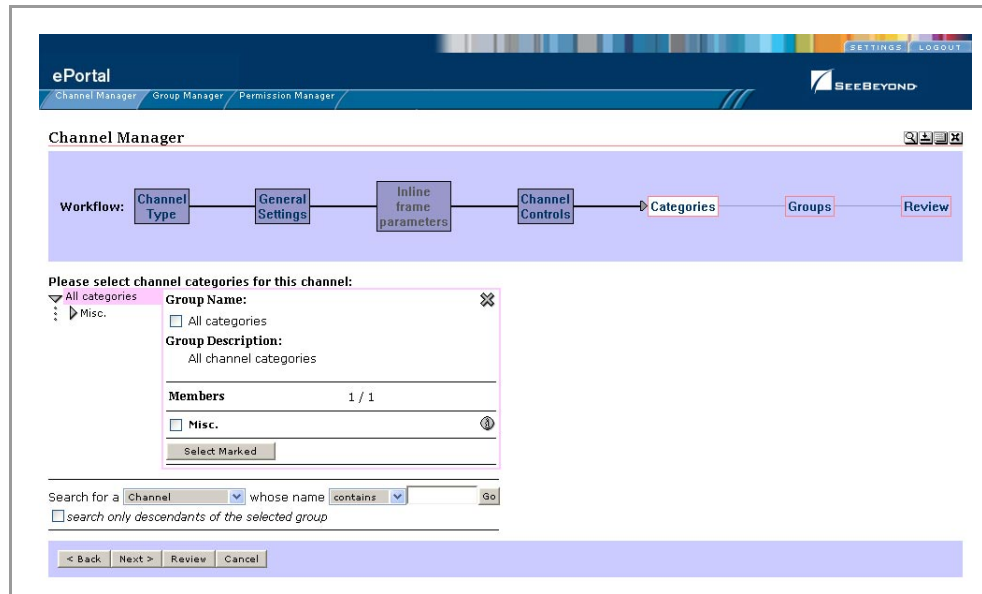 SETTINGS LOGOUT
ePortal
SEEBEYOND
Channel Manager Group Manager Permission Manager
Channel Manager
Workflow: Channel Type General Settings Inline frame parameters Channel Controls Categories Groups Review
Please select channel categories for this channel:
All categories
Misc.
Group Name:
All categories
Group Description:
All channel categories
Members 1 / 1
Misc.
Select Marked
Search for a Channel whose name contains Go
search only descendants of the selected group
< Back Next > Review Cancel